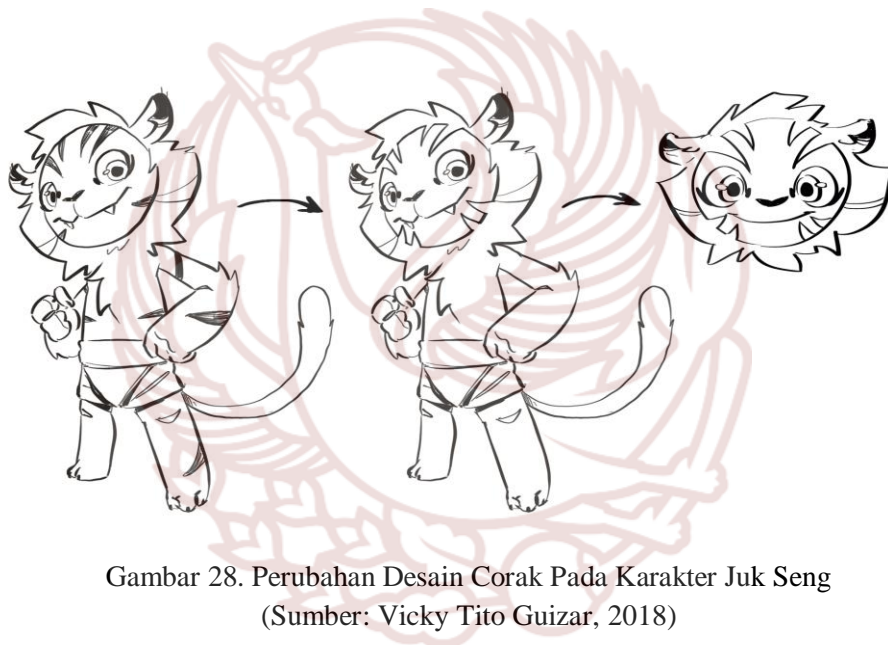 Gambar 28. Perubahan Desain Corak Pada Karakter Juk Seng
(Sumber: Vicky Tito Guizar, 2018)